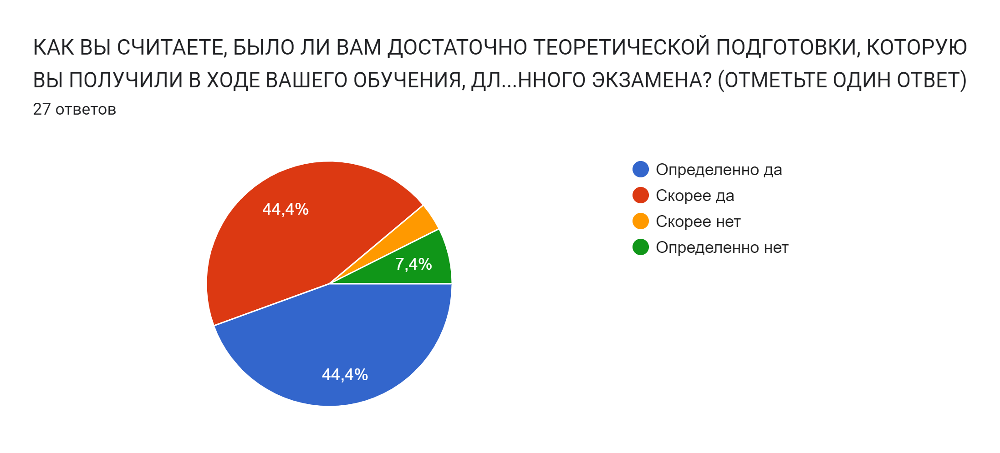 КАК ВЫ СЧИТАЕТЕ, БЫЛО ЛИ ВАМ ДОСТАТОЧНО ТЕОРЕТИЧЕСКОЙ ПОДГОТОВКИ, КОТОРУЮ
ВЫ ПОЛУЧИЛИ В ХОДЕ ВАШЕГО ОБУЧЕНИЯ, ДЛ...ННОГО ЭКЗАМЕНА? (ОТМЕТЬТЕ ОДИН ОТВЕТ)
27 ответов
Определенно да
Скорее да
Скорее нет
Определенно нет
44,4%
7,4%
44,4%